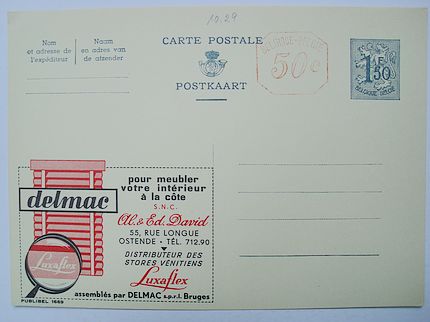 10.29
Nom
et adresse de
l'expéditeur
Naam
en adres van
de afzender
CARTE POSTALE
POSTKAART
BELGIQUE-BELGIË
50c
1F50
BELGIQUE BELGIË
delmac
Luxaflex
pour meubler
votre intérieur
à la côte
S.N.C.
Al. & Ed. David
55, RUE LONGUE
OSTENDE • TÉL. 712.90
DISTRIBUTEUR DES
STORES VÉNITIENS
Luxaflex
assemblés par DELMAC s.p.r.l. Bruges
PUBLIBEL 1669